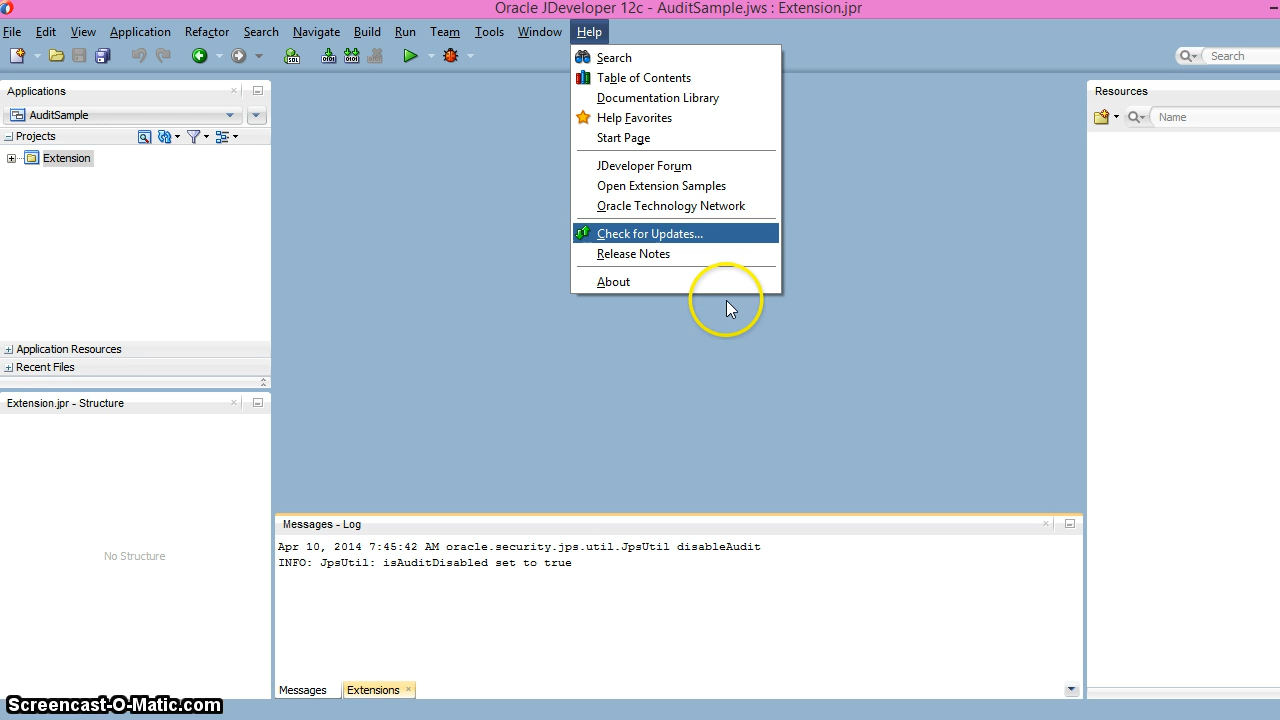 Oracle JDeveloper 12c - AuditSample.jws : Extension.jpr
File Edit View Application Refactor Search Navigate Build Run Team Tools Window Help
Search
Applications
AuditSample
Projects
Extension
Application Resources
Recent Files
Extension.jpr - Structure
No Structure
Search
Table of Contents
Documentation Library
Help Favorites
Start Page
JDeveloper Forum
Open Extension Samples
Oracle Technology Network
Check for Updates...
Release Notes
About
Resources
Name
Messages - Log
Apr 10, 2014 7:45:42 AM oracle.security.jps.util.JpsUtil disableAudit
INFO: JpsUtil: isAuditDisabled set to true
Messages Extensions
Screencast-O-Matic.com